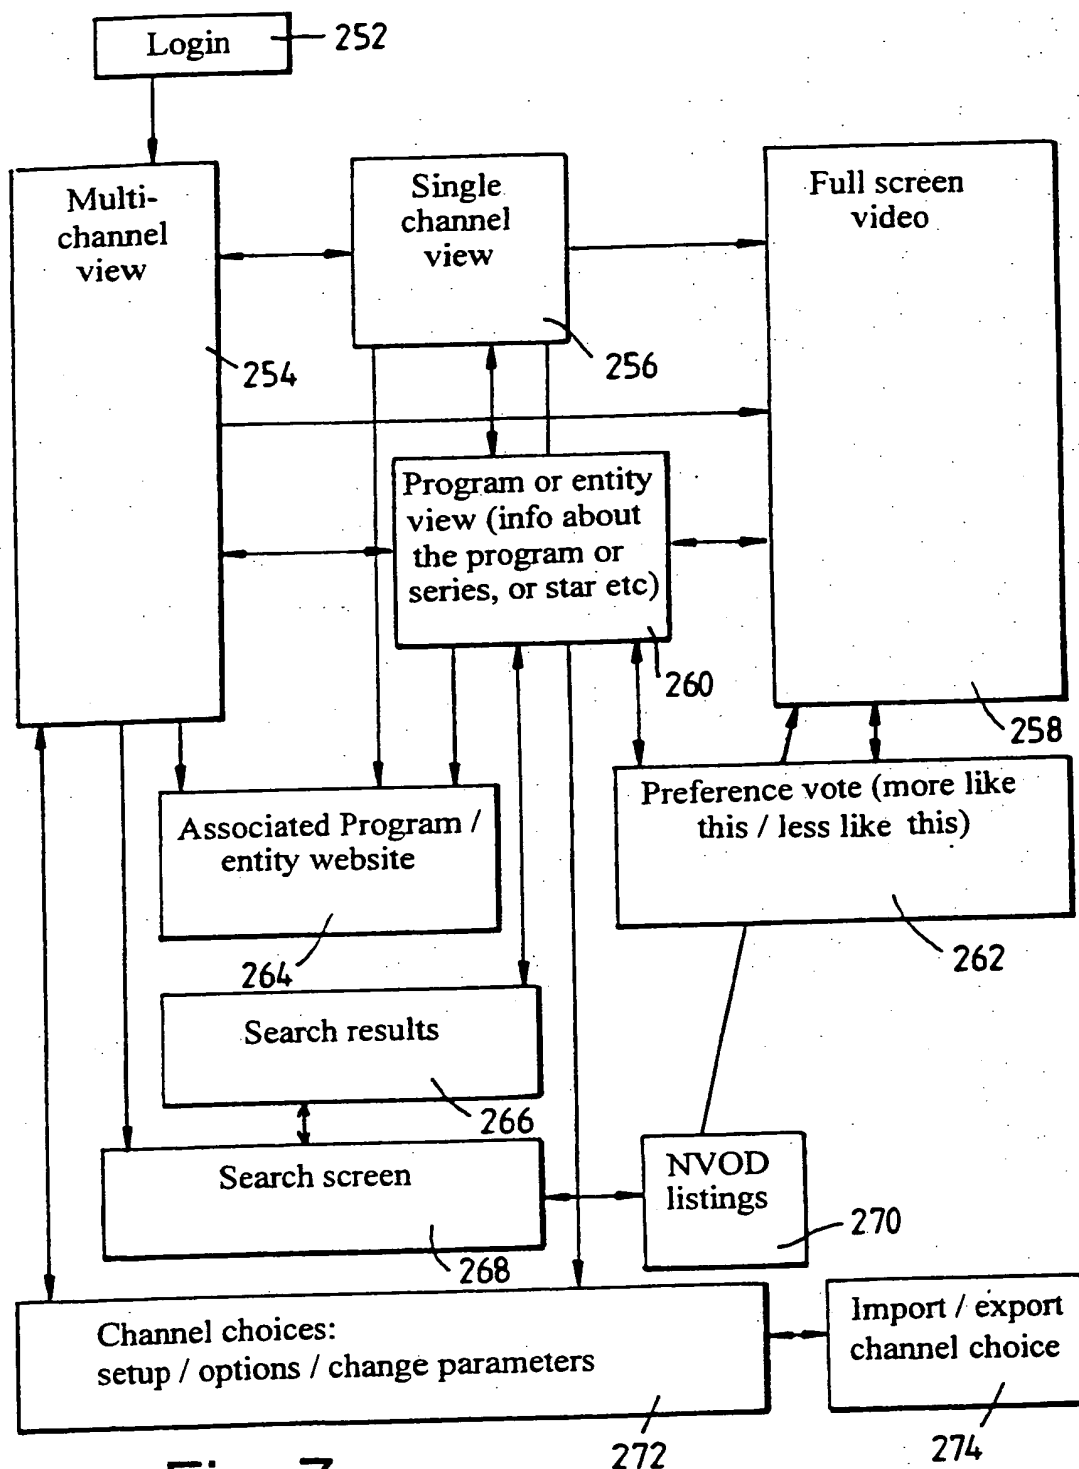 Login
252
Multi-
channel
view
254
Single
channel
view
256
Full screen
video
258
Program or entity
view (info about
the program or
series, or star etc)
260
Preference vote (more like
this / less like this)
262
Associated Program /
entity website
264
Search results
266
Search screen
268
NVOD
listings
270
Channel choices:
setup / options / change parameters
272
Import / export
channel choice
274